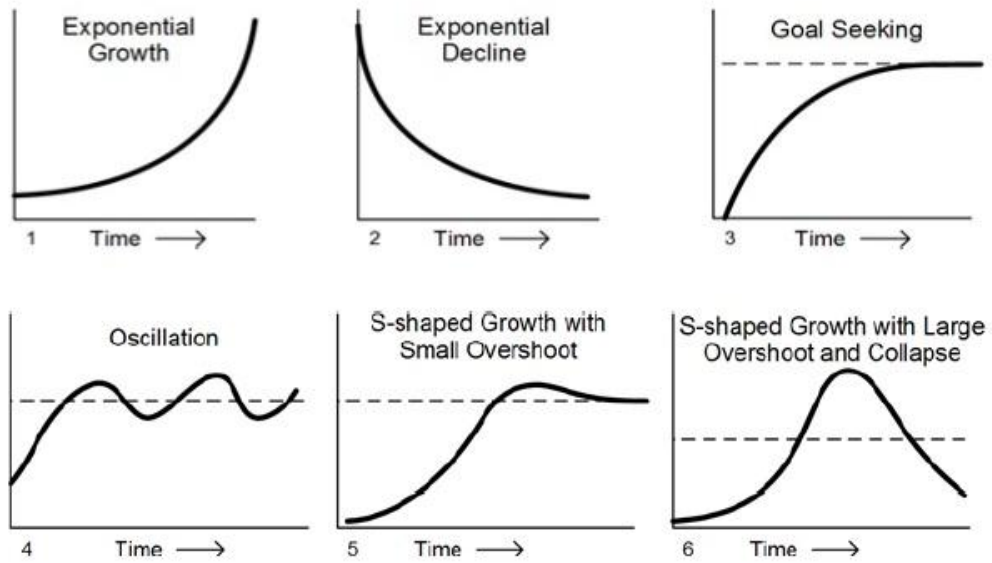 Exponential
Growth
1 Time
Exponential
Decline
2 Time
Goal Seeking
3 Time
Oscillation
4 Time
S-shaped Growth with
Small Overshoot
5 Time
S-shaped Growth with Large
Overshoot and Collapse
6 Time